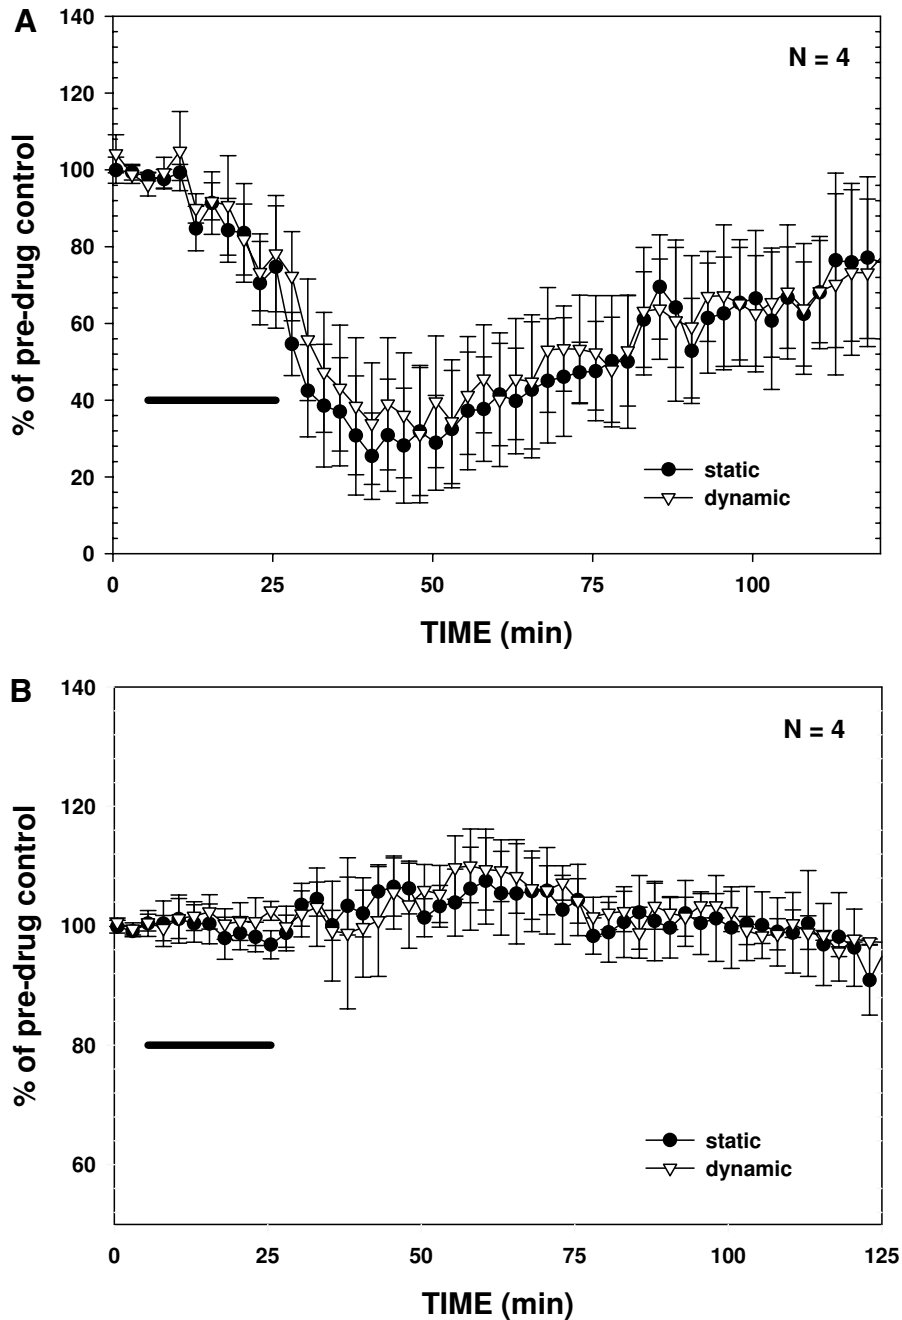 A
140
N = 4
120
100
80
60
40
20
0
% of pre-drug control
static
dynamic
0 25 50 75 100
TIME (min)
B
140
N = 4
120
100
80
60
% of pre-drug control
static
dynamic
0 25 50 75 100 125
TIME (min)